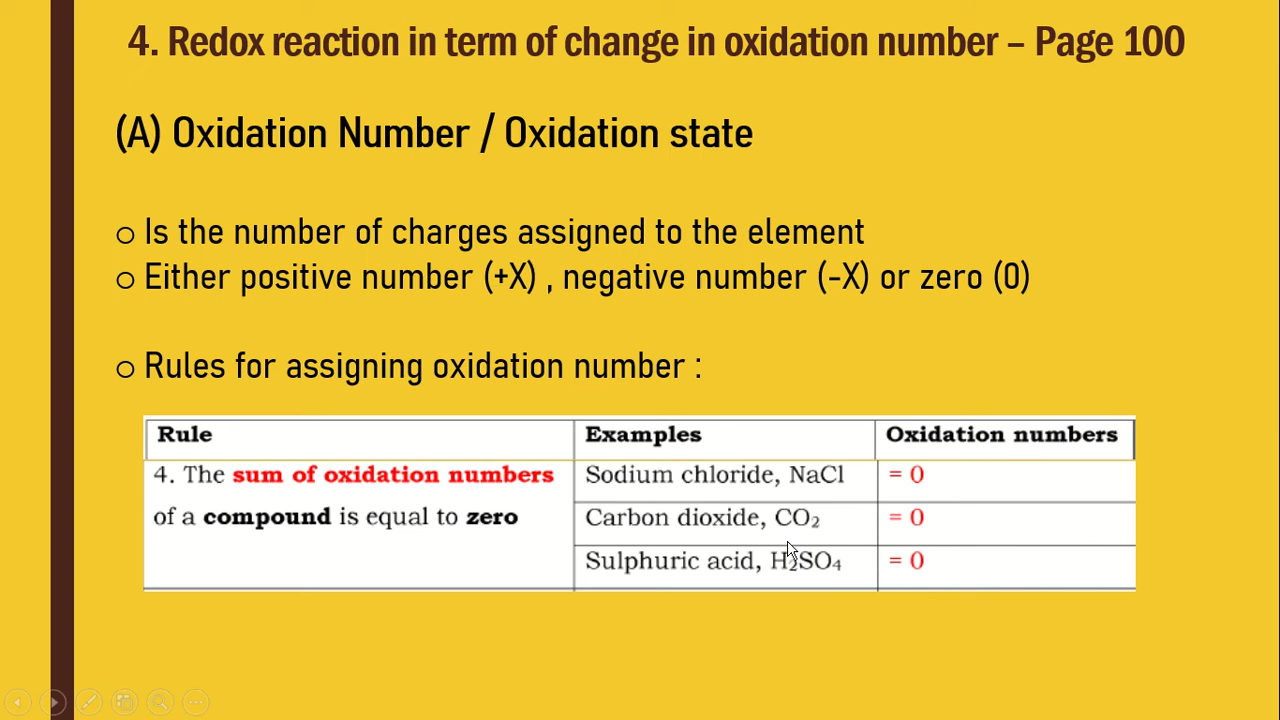 4. Redox reaction in term of change in oxidation number – Page 100
(A) Oxidation Number / Oxidation state
o Is the number of charges assigned to the element
o Either positive number (+X) , negative number (-X) or zero (0)
o Rules for assigning oxidation number :
Rule Examples Oxidation numbers
4. The sum of oxidation numbers Sodium chloride, NaCl = 0
of a compound is equal to zero Carbon dioxide, CO₂ = 0
Sulphuric acid, H₂SO₄ = 0